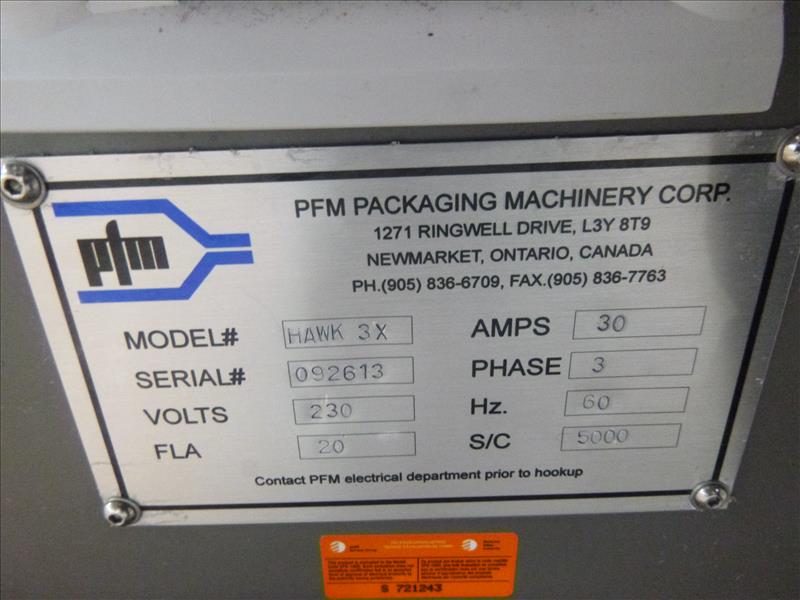 pfm
PFM PACKAGING MACHINERY CORP.
1271 RINGWELL DRIVE, L3Y 8T9
NEWMARKET, ONTARIO, CANADA
PH.(905) 836-6709, FAX.(905) 836-7763
MODEL# HAWK 3X AMPS 30
SERIAL# 092613 PHASE 3
VOLTS 230 Hz. 60
FLA 20 S/C 5000
Contact PFM electrical department prior to hookup
S 721243